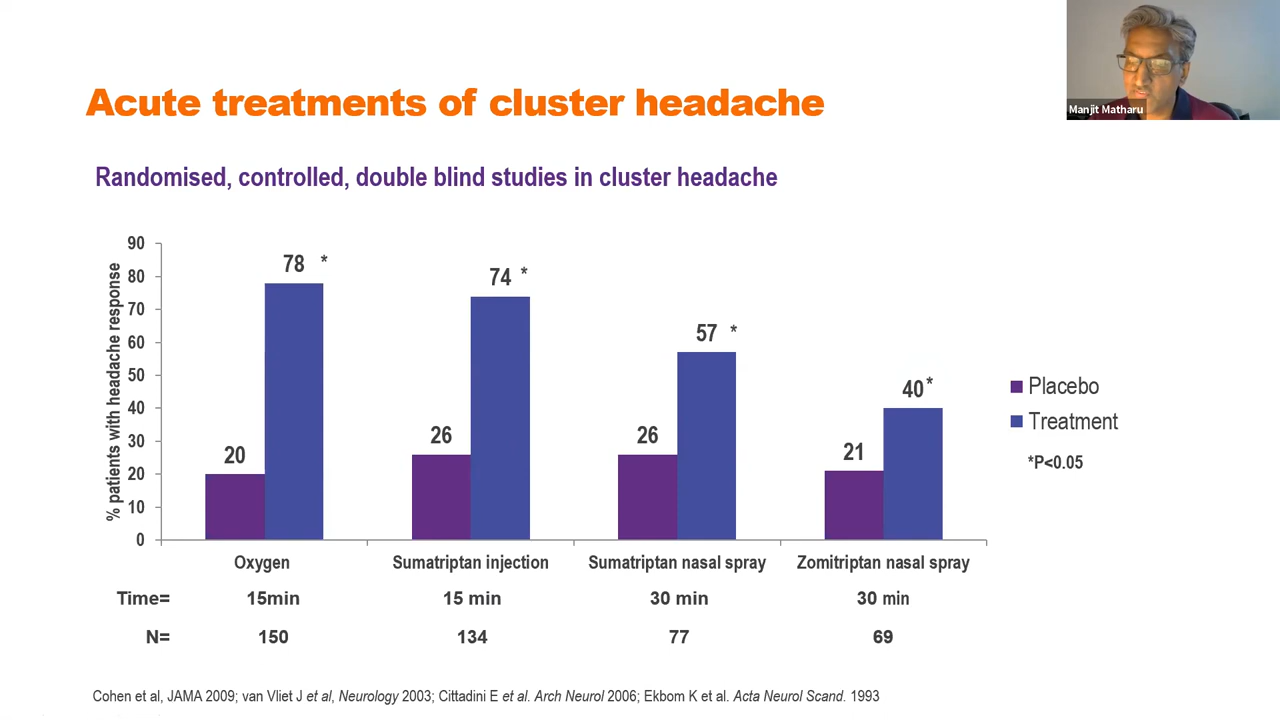 Manjit Matharu
Acute treatments of cluster headache
Randomised, controlled, double blind studies in cluster headache
% patients with headache response
90
80
70
60
50
40
30
20
10
0
20
78 *
26
74 *
26
57 *
21
40*
Placebo
Treatment
*P<0.05
Oxygen Sumatriptan injection Sumatriptan nasal spray Zomitriptan nasal spray
Time= 15min 15 min 30 min 30 min
N= 150 134 77 69
Cohen et al, JAMA 2009; van Vliet J et al, Neurology 2003; Cittadini E et al. Arch Neurol 2006; Ekbom K et al. Acta Neurol Scand. 1993